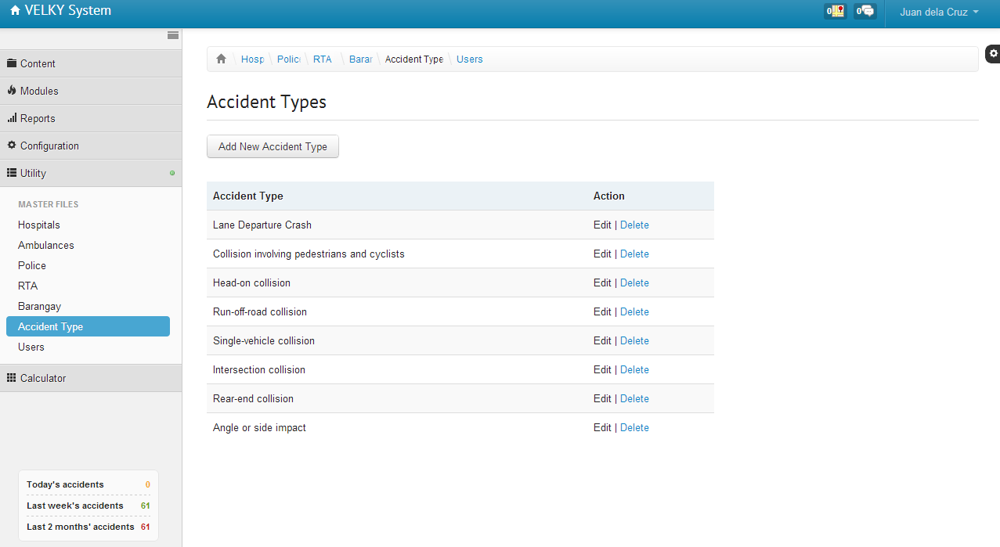 VELKY System
0
0
Juan dela Cruz
Content
Modules
Reports
Configuration
Utility
MASTER FILES
Hospitals
Ambulances
Police
RTA
Barangay
Accident Type
Users
Calculator
Today's accidents 0
Last week's accidents 61
Last 2 months' accidents 61
Hosp Polic RTA Baran Accident Type Users
Accident Types
Add New Accident Type
Accident Type Action
Lane Departure Crash Edit | Delete
Collision involving pedestrians and cyclists Edit | Delete
Head-on collision Edit | Delete
Run-off-road collision Edit | Delete
Single-vehicle collision Edit | Delete
Intersection collision Edit | Delete
Rear-end collision Edit | Delete
Angle or side impact Edit | Delete